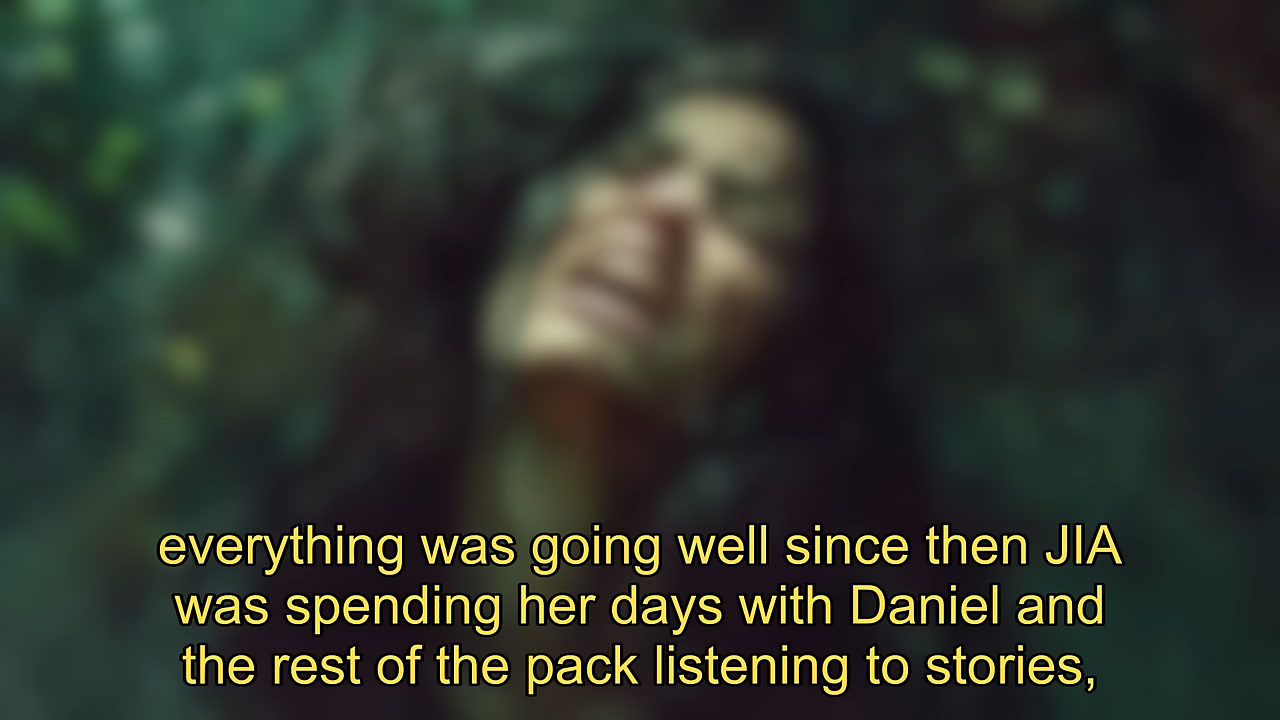 everything was going well since then JIA
was spending her days with Daniel and
the rest of the pack listening to stories,